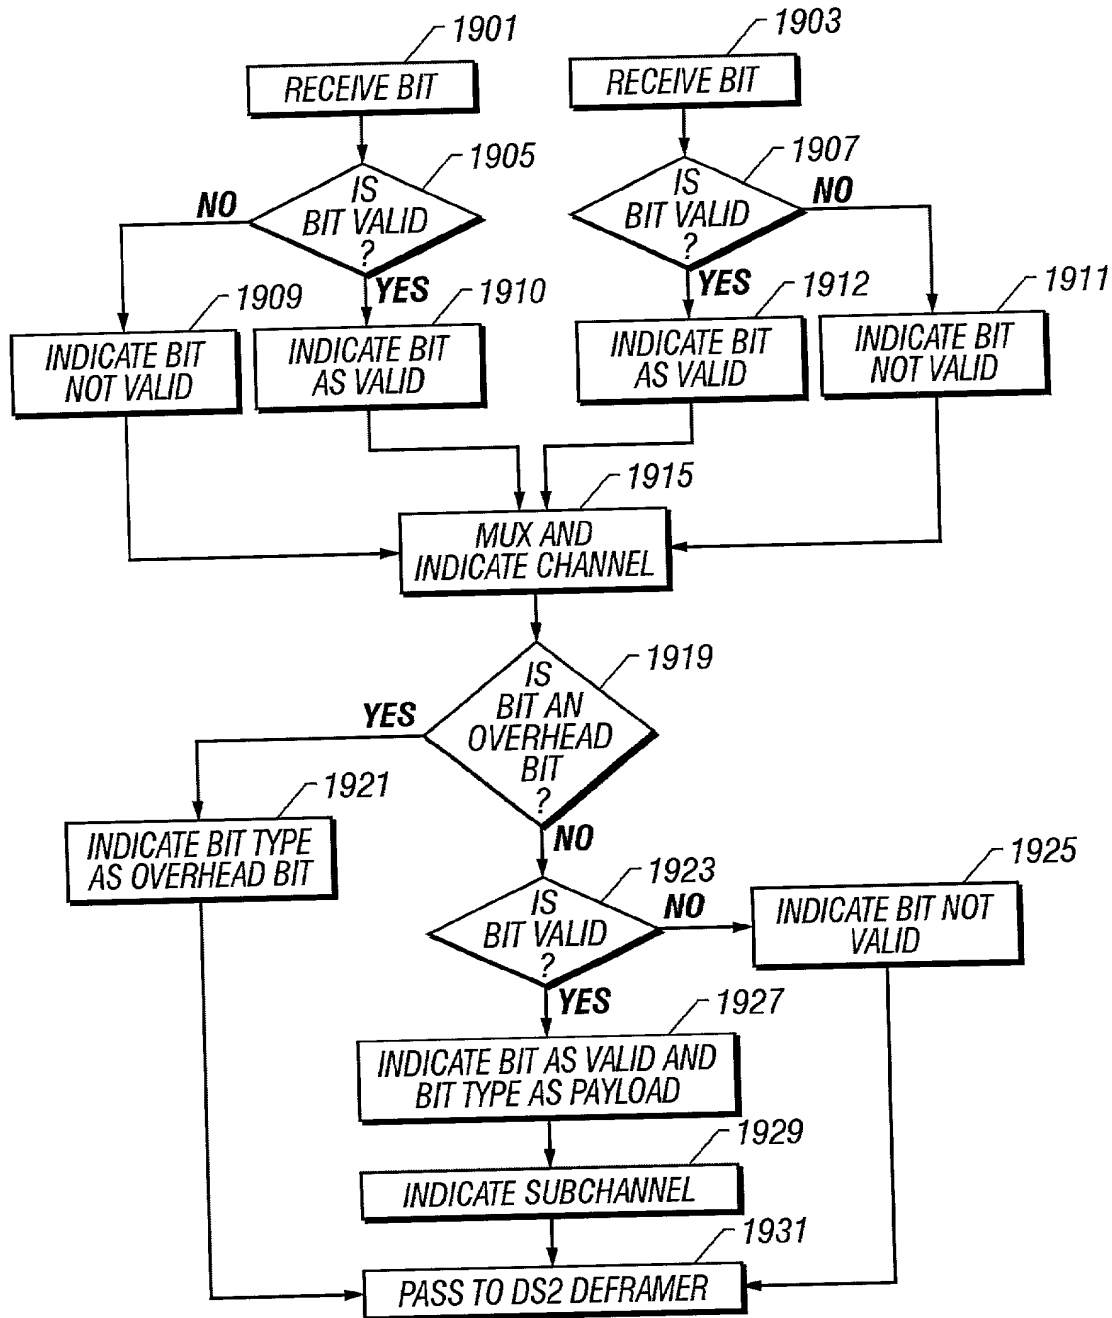 1901
1903
RECEIVE BIT
RECEIVE BIT
1905
1907
IS
BIT VALID
?
IS
BIT VALID
?
NO
YES
YES
NO
1909
1910
1912
1911
INDICATE BIT
NOT VALID
INDICATE BIT
AS VALID
INDICATE BIT
AS VALID
INDICATE BIT
NOT VALID
1915
MUX AND
INDICATE CHANNEL
1919
IS
BIT AN
OVERHEAD
BIT
?
YES
NO
1921
INDICATE BIT TYPE
AS OVERHEAD BIT
1923
IS
BIT VALID
?
NO
YES
1925
INDICATE BIT NOT
VALID
1927
INDICATE BIT AS VALID AND
BIT TYPE AS PAYLOAD
1929
INDICATE SUBCHANNEL
1931
PASS TO DS2 DEFRAMER